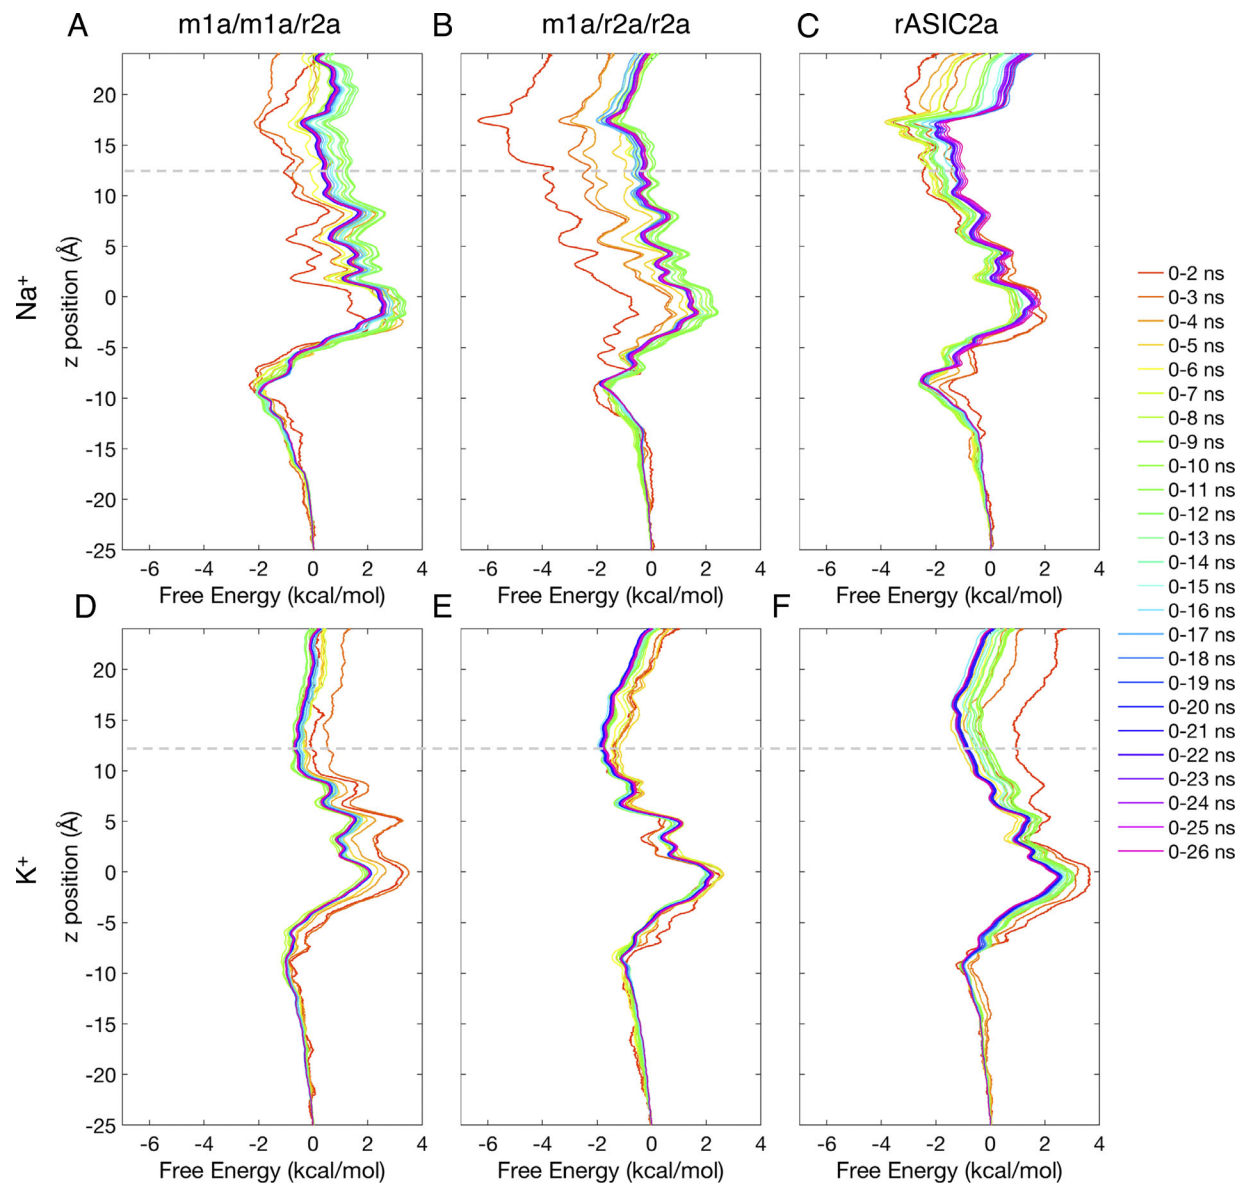 A m1a/m1a/r2a B m1a/r2a/r2a C rASIC2a
Na⁺
z position (Å)
20
15
10
5
0
-5
-10
-15
-20
-25
-6 -4 -2 0 2 4
Free Energy (kcal/mol)
-6 -4 -2 0 2 4
Free Energy (kcal/mol)
-6 -4 -2 0 2 4
Free Energy (kcal/mol)
D E F
K⁺
z position (Å)
20
15
10
5
0
-5
-10
-15
-20
-25
-6 -4 -2 0 2 4
Free Energy (kcal/mol)
-6 -4 -2 0 2 4
Free Energy (kcal/mol)
-6 -4 -2 0 2 4
Free Energy (kcal/mol)
0-2 ns
0-3 ns
0-4 ns
0-5 ns
0-6 ns
0-7 ns
0-8 ns
0-9 ns
0-10 ns
0-11 ns
0-12 ns
0-13 ns
0-14 ns
0-15 ns
0-16 ns
0-17 ns
0-18 ns
0-19 ns
0-20 ns
0-21 ns
0-22 ns
0-23 ns
0-24 ns
0-25 ns
0-26 ns